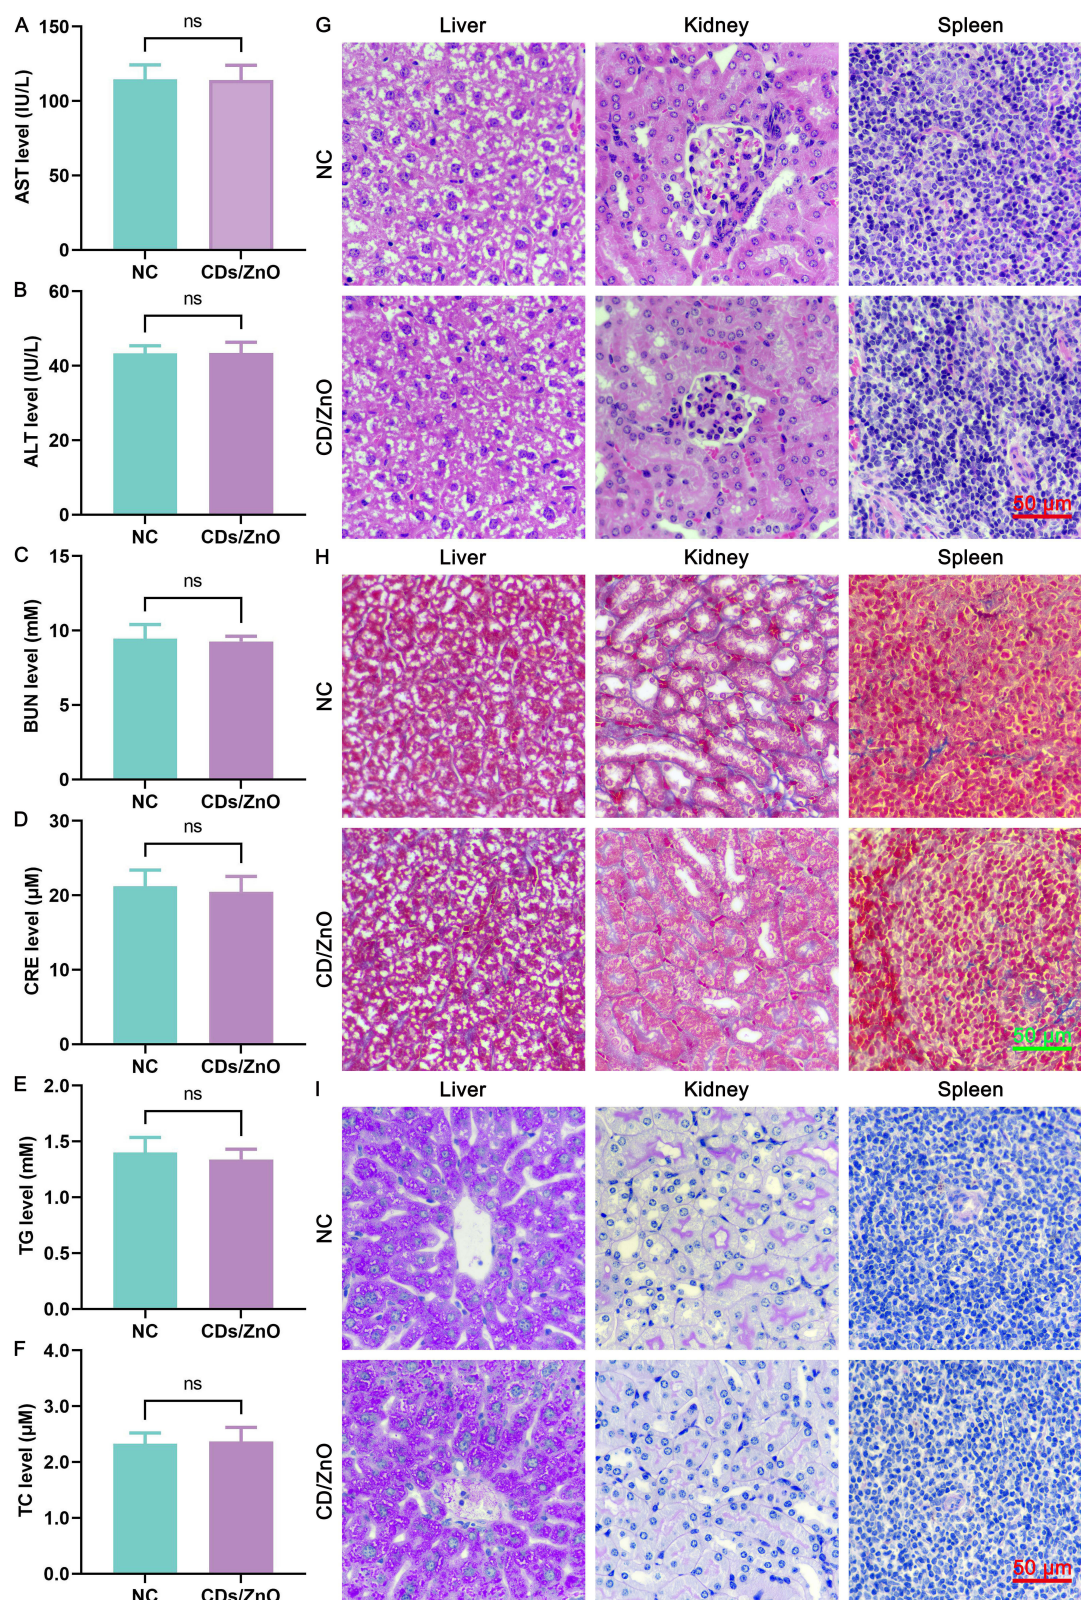 A
150
100
50
0
AST level (IU/L)
ns
NC CDs/ZnO
B
60
40
20
0
ALT level (IU/L)
ns
NC CDs/ZnO
C
15
10
5
0
BUN level (mM)
ns
NC CDs/ZnO
D
30
20
10
0
CRE level (µM)
ns
NC CDs/ZnO
E
2.0
1.5
1.0
0.5
0.0
TG level (mM)
ns
NC CDs/ZnO
F
4.0
3.0
2.0
1.0
0.0
TC level (µM)
ns
NC CDs/ZnO
G Liver Kidney Spleen
NC
CD/ZnO
50 µm
H Liver Kidney Spleen
NC
CD/ZnO
50 µm
I Liver Kidney Spleen
NC
CD/ZnO
50 µm